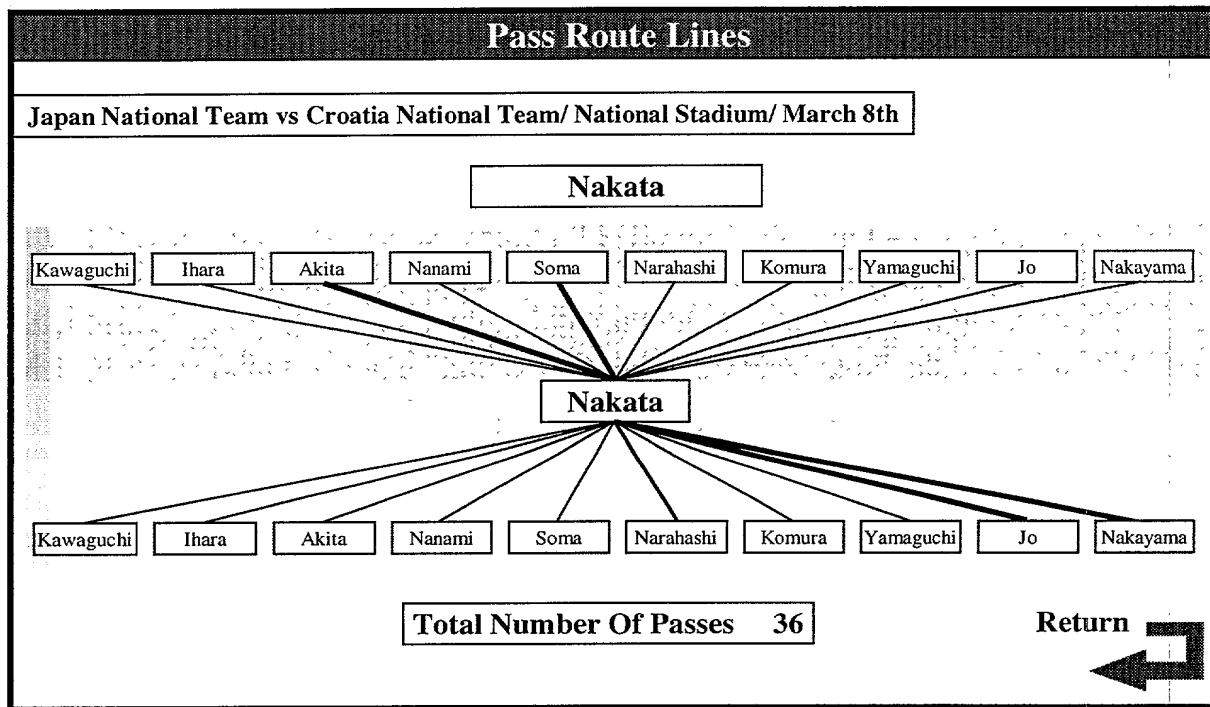 Pass Route Lines
Japan National Team vs Croatia National Team/ National Stadium/ March 8th
Nakata
Kawaguchi Ihara Akita Nanami Soma Narahashi Komura Yamaguchi Jo Nakayama
Nakata
Kawaguchi Ihara Akita Nanami Soma Narahashi Komura Yamaguchi Jo Nakayama
Total Number Of Passes 36
Return